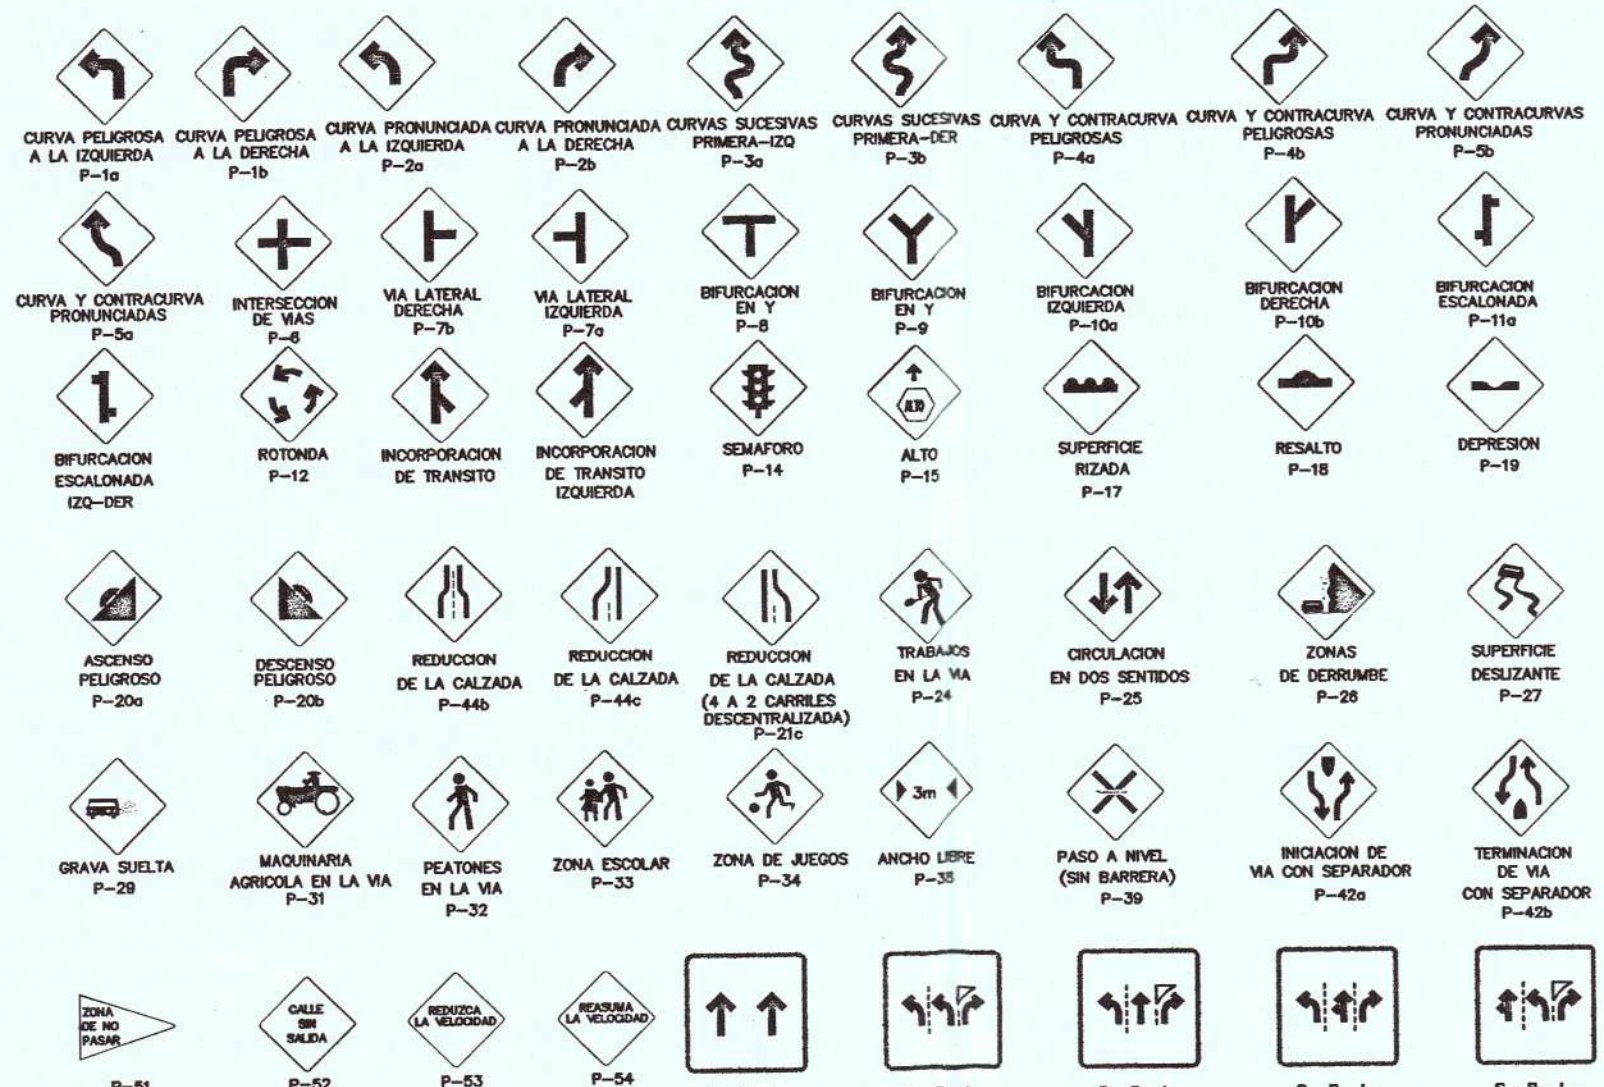 CURVA PELIGROSA
A LA IZQUIERDA
P-1a
CURVA PELIGROSA
A LA DERECHA
P-1b
CURVA PRONUNCIADA
A LA IZQUIERDA
P-2a
CURVA PRONUNCIADA
A LA DERECHA
P-2b
CURVAS SUCESIVAS
PRIMERA-IZQ
P-3a
CURVAS SUCESIVAS
PRIMERA-DER
P-3b
CURVA Y CONTRACURVA
PELIGROSAS
P-4a
CURVA Y CONTRACURVA
PELIGROSAS
P-4b
CURVA Y CONTRACURVAS
PRONUNCIADAS
P-5b
CURVA Y CONTRACURVA
PRONUNCIADAS
P-5a
INTERSECCION
DE VIAS
P-6
VIA LATERAL
DERECHA
P-7b
VIA LATERAL
IZQUIERDA
P-7a
BIFURCACION
EN Y
P-8
BIFURCACION
EN Y
P-9
BIFURCACION
IZQUIERDA
P-10a
BIFURCACION
DERECHA
P-10b
BIFURCACION
ESCALONADA
P-11a
BIFURCACION
ESCALONADA
IZQ-DER
ROTONDA
P-12
INCORPORACION
DE TRANSITO
INCORPORACION
DE TRANSITO
IZQUIERDA
SEMAFORO
P-14
ALTO
ALTO
P-15
SUPERFICIE
RIZADA
P-17
RESALTO
P-18
DEPRESION
P-19
ASCENSO
PELIGROSO
P-20a
DESCENSO
PELIGROSO
P-20b
REDUCCION
DE LA CALZADA
P-44b
REDUCCION
DE LA CALZADA
P-44c
REDUCCION
DE LA CALZADA
(4 A 2 CARRILES
DESCENTRALIZADA)
P-21c
TRABAJOS
EN LA VIA
P-24
CIRCULACION
EN DOS SENTIDOS
P-25
ZONAS
DE DERRUMBE
P-26
SUPERFICIE
DESLIZANTE
P-27
GRAVA SUELTA
P-29
MAQUINARIA
AGRICOLA EN LA VIA
P-31
PEATONES
EN LA VIA
P-32
ZONA ESCOLAR
P-33
ZONA DE JUEGOS
P-34
3m
ANCHO LIBRE
PASO A NIVEL
(SIN BARRERA)
P-39
INICIACION DE
VIA CON SEPARADOR
P-42a
TERMINACION
DE VIA
CON SEPARADOR
P-42b
ZONA
DE NO
PASAR
P-51
CALLE
SIN
SALIDA
P-52
REDUZCA
LA VELOCIDAD
P-53
REASUMA
LA VELOCIDAD
P-54